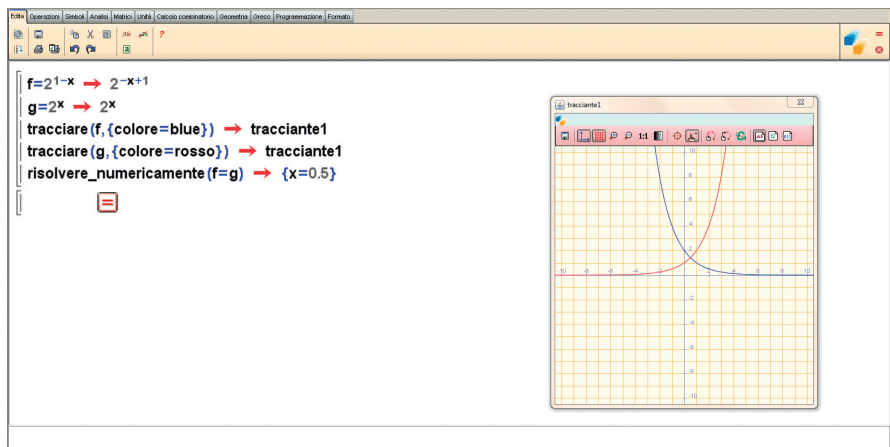 Edita Operazioni Simboli Analisi Matrici Unità Calcolo combinatorio Geometria Greco Programmazione Formato
f=2^{1-x} → 2^{-x+1}
g=2^x → 2^x
tracciare(f,{colore=blue}) → tracciante1
tracciare(g,{colore=rosso}) → tracciante1
risolvere_numericamente(f=g) → {x=0.5}
=
tracciante1
1:1
10
8
6
4
2
-10 -8 -6 -4 -2 2 4 6 8 10
-2
-4
-6
-8
-10